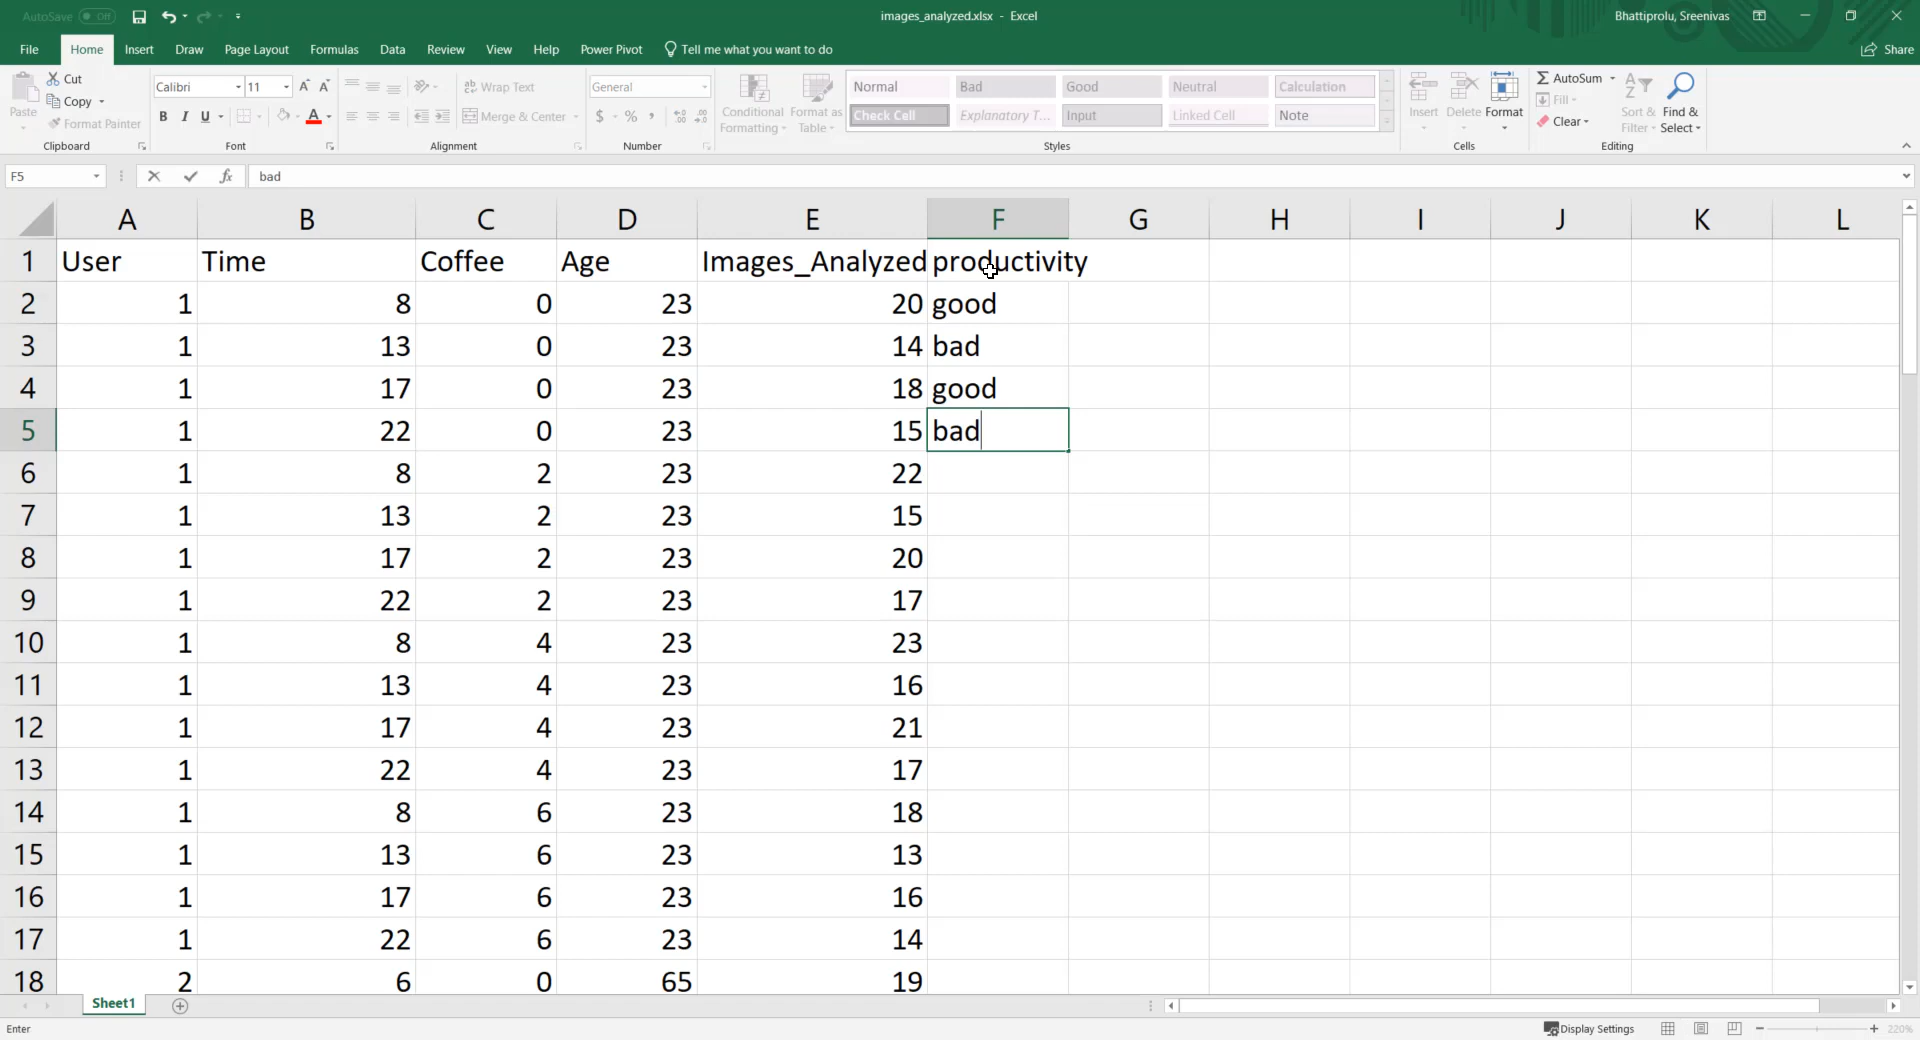 AutoSave Off
images_analyzed.xlsx - Excel
Bhattiprolu, Sreenivas
File Home Insert Draw Page Layout Formulas Data Review View Help Power Pivot Tell me what you want to do Share
Paste
Cut
Copy
Format Painter
Clipboard
Calibri 11
B I U
Font
Wrap Text
Merge & Center
Alignment
General
$ % ,
Number
Conditional Formatting
Format as Table
Normal Bad Good Neutral Calculation
Check Cell Explanatory T... Input Linked Cell Note
Styles
Insert Delete Format
Cells
AutoSum
Fill
Clear
Sort & Filter
Find & Select
Editing
F5 fx bad
A B C D E F G H I J K L
1 User Time Coffee Age Images_Analyzed productivity
2 1 8 0 23 20 good
3 1 13 0 23 14 bad
4 1 17 0 23 18 good
5 1 22 0 23 15 bad
6 1 8 2 23 22
7 1 13 2 23 15
8 1 17 2 23 20
9 1 22 2 23 17
10 1 8 4 23 23
11 1 13 4 23 16
12 1 17 4 23 21
13 1 22 4 23 17
14 1 8 6 23 18
15 1 13 6 23 13
16 1 17 6 23 16
17 1 22 6 23 14
18 2 6 0 65 19
Sheet1
Enter
Display Settings
220%